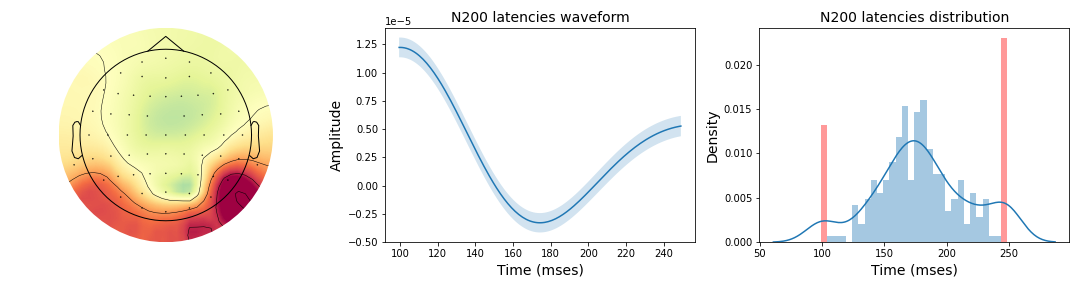 N200 latencies waveform
1e−5
Amplitude
1.25
1.00
0.75
0.50
0.25
0.00
−0.25
−0.50
100 120 140 160 180 200 220 240
Time (mses)
N200 latencies distribution
Density
0.020
0.015
0.010
0.005
0.000
50 100 150 200 250
Time (mses)